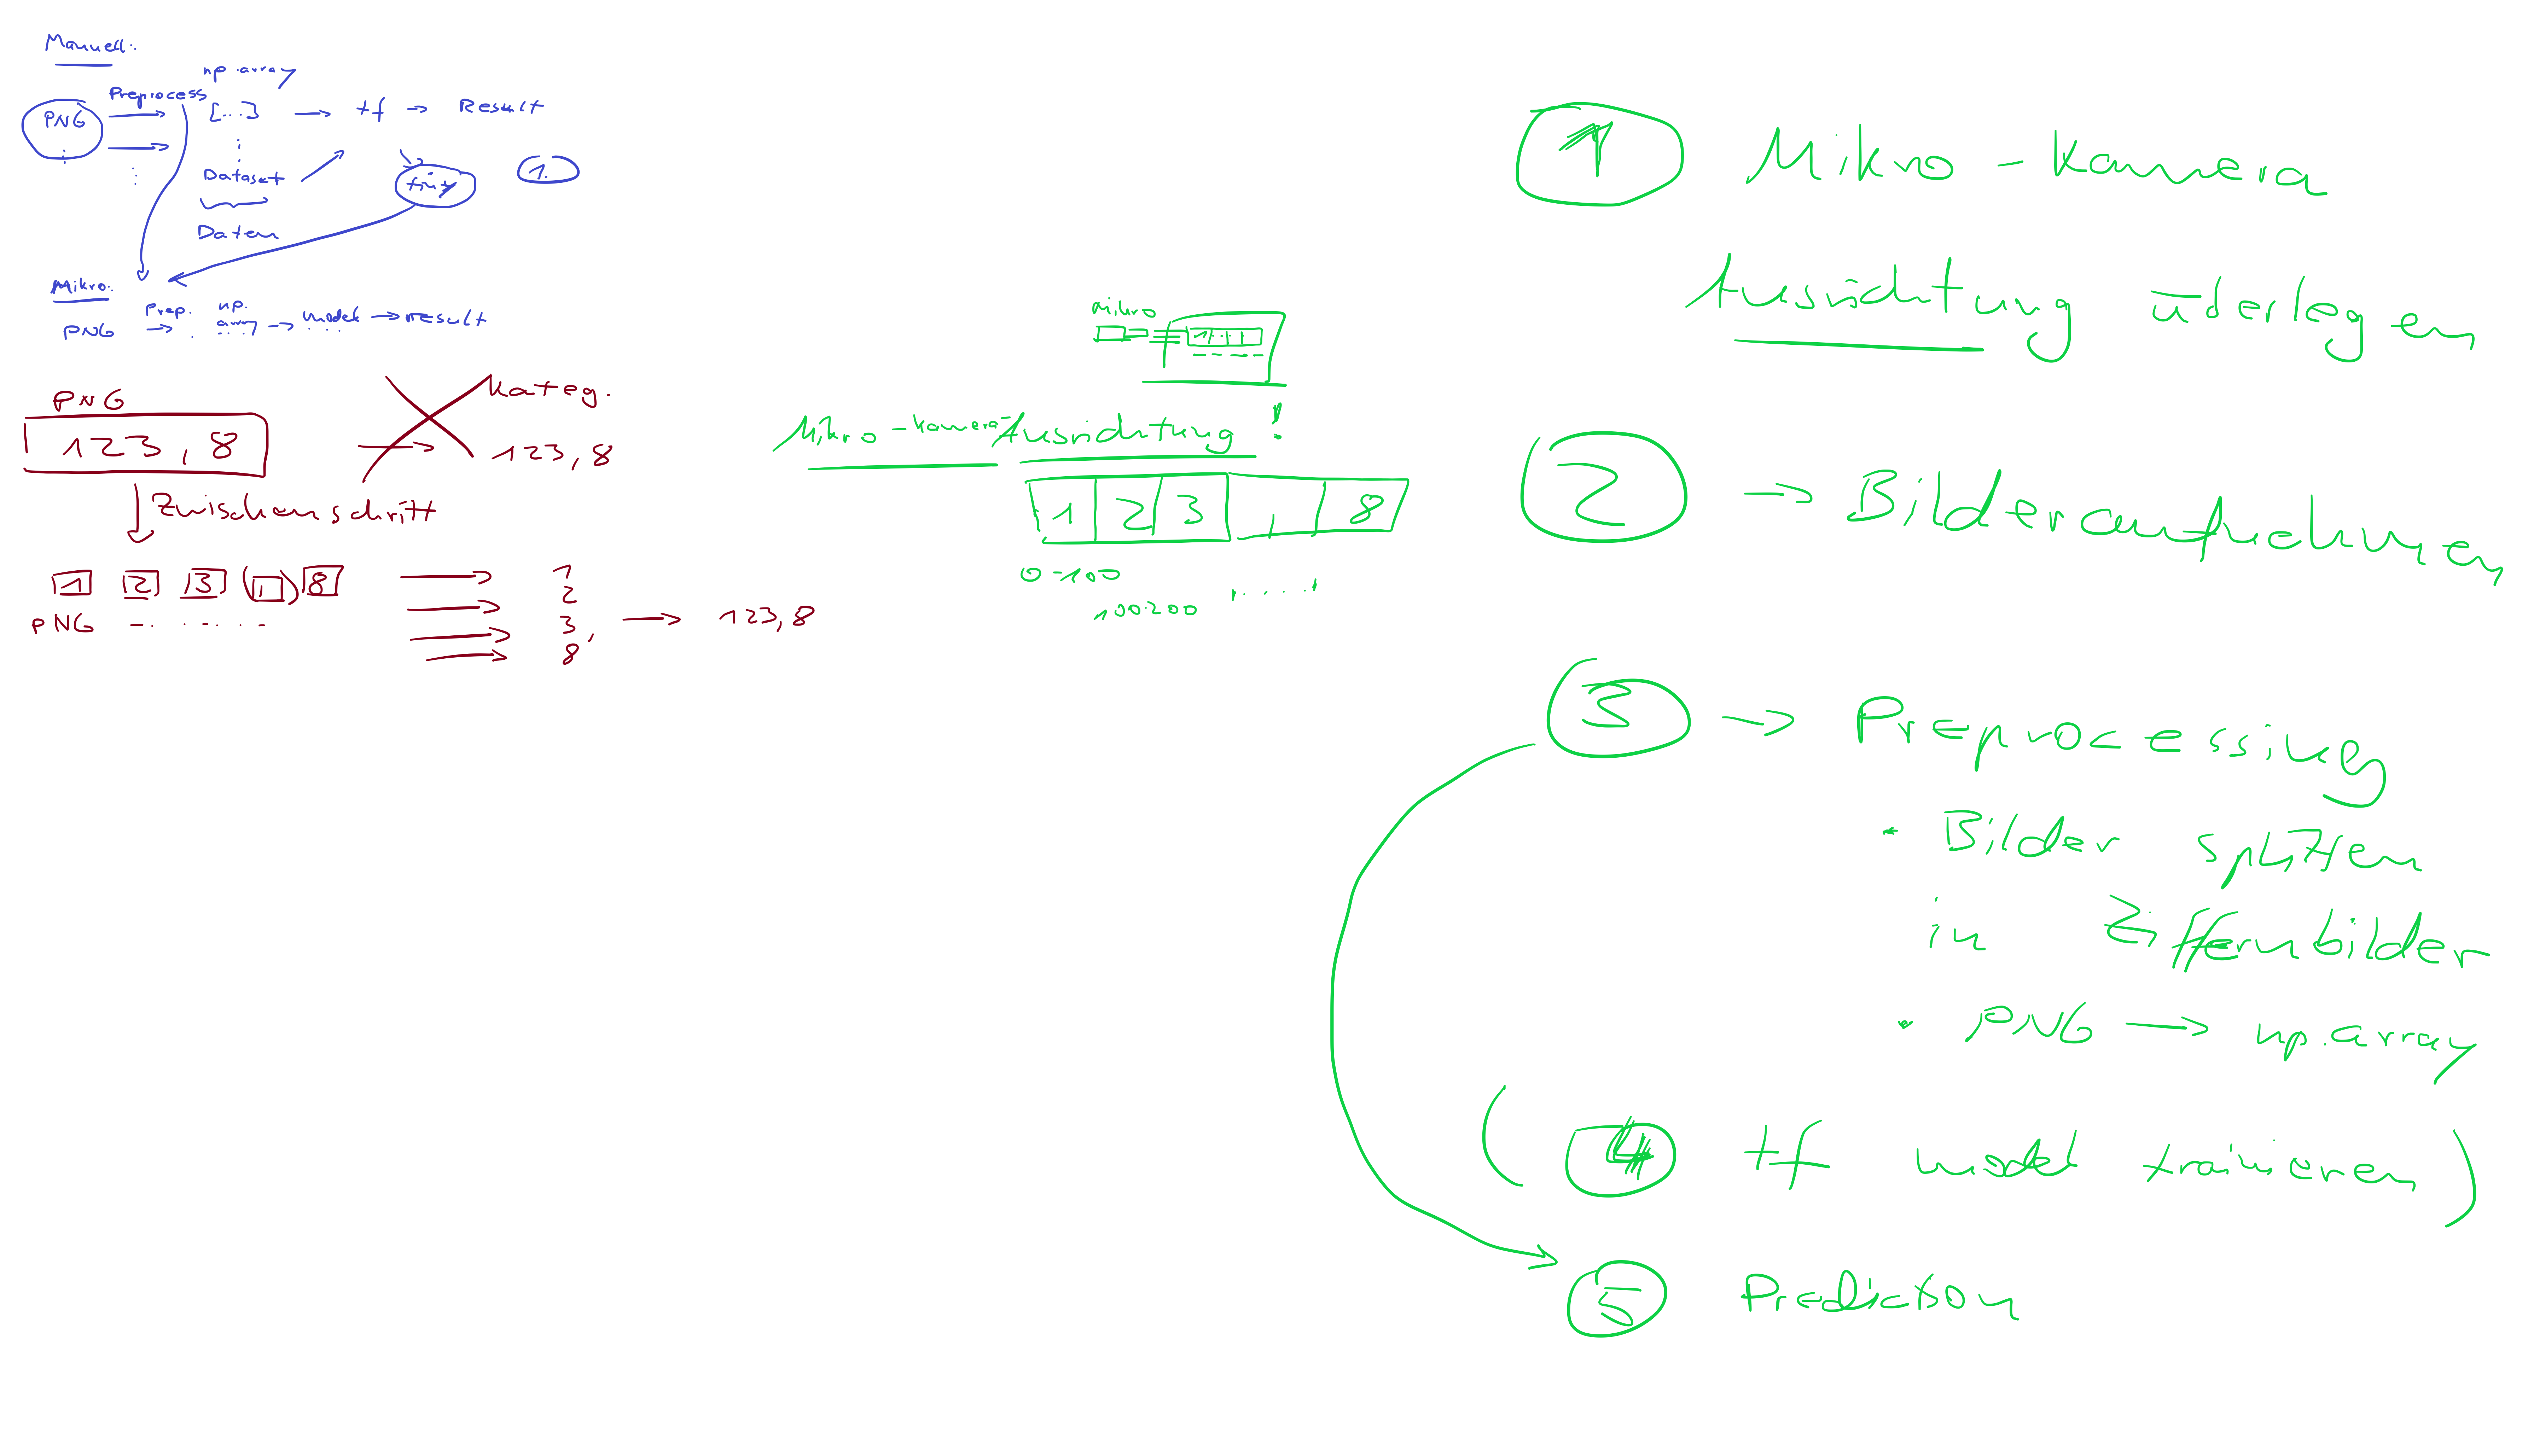 Manuell:
np.array
Preprocess
PNG [...] → tf → Result
Dataset
tiny
1.
Daten
Mikro:
Prep. np.
PNG → array → model → result
PNG
123,8
kateg.
123,8
Zwischenschritt
1 2 3 ( , ) 8
PNG
1
2
3,
8
→ 123,8
mikro
1
Mikro-Kamera Ausrichtung!
1 2 3 , 8
0-100
100-200
1 Mikro-Kamera
Ausrichtung überlegen
2 → Bilder aufnehmen
3 → Preprocessing
· Bilder splitten
in Ziffernbilder
· PNG → np.array
( 4 tf model trainieren )
5 Prediction